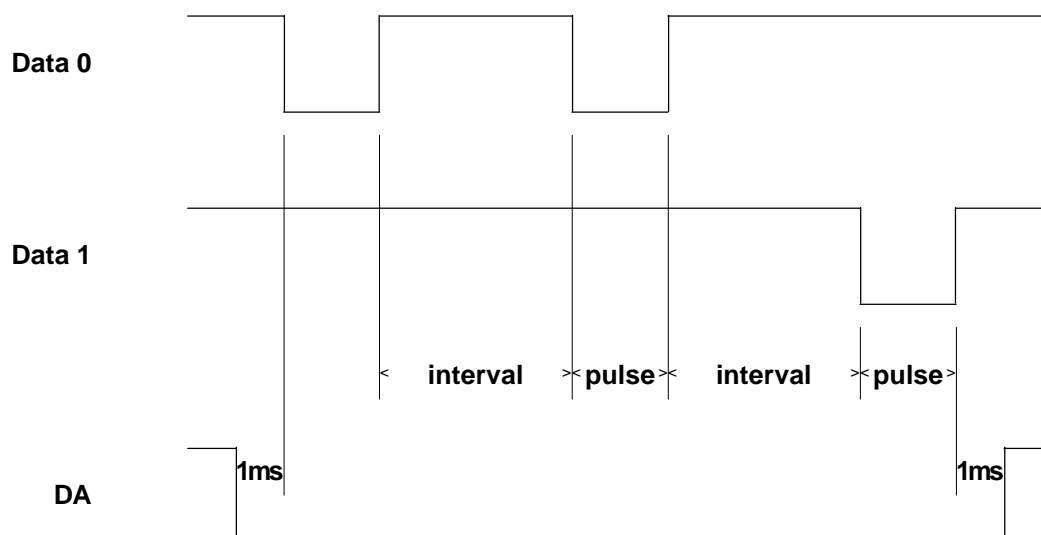 Data 0
Data 1
interval pulse interval pulse
1ms 1ms
DA